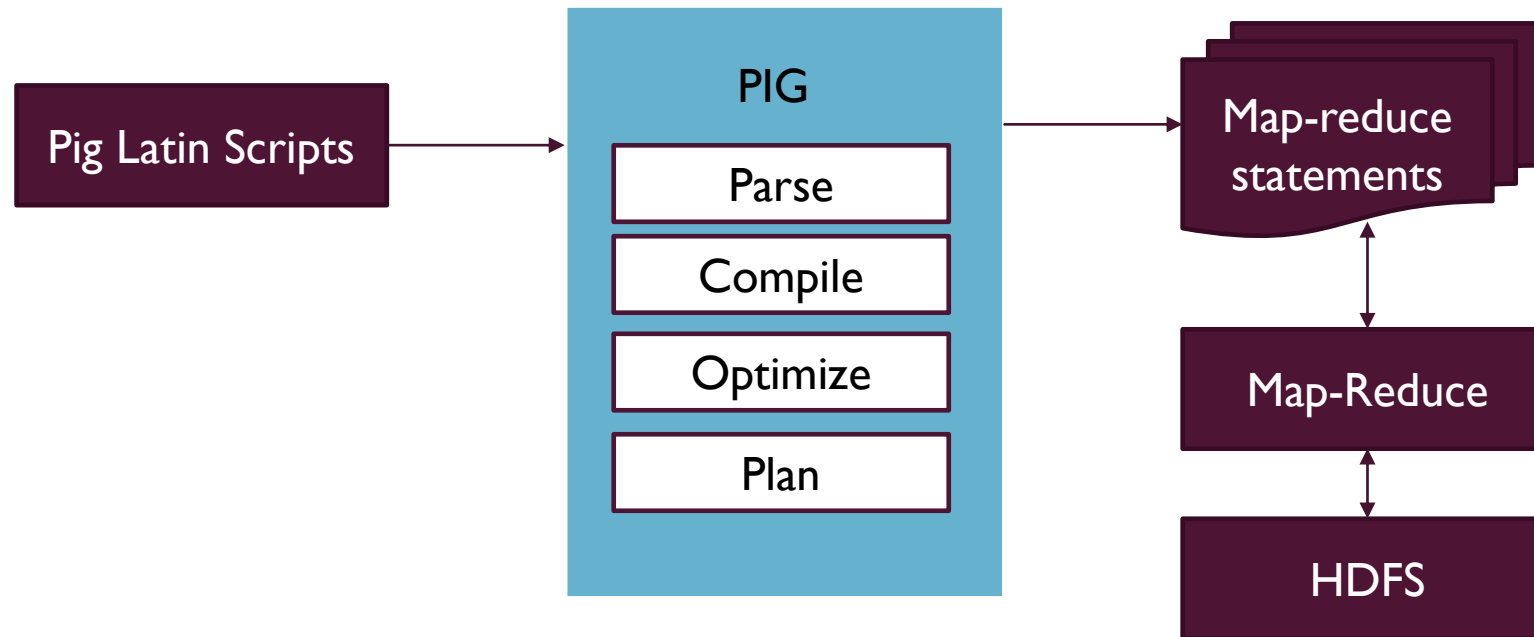 Pig Latin Scripts
PIG
Parse
Compile
Optimize
Plan
Map-reduce
statements
Map-Reduce
HDFS